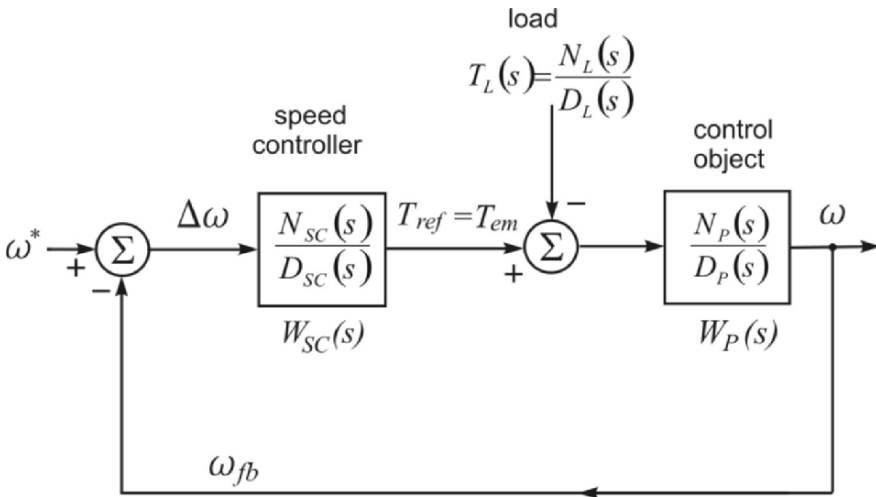 load
T_L(s)=N_L(s)/D_L(s)
speed
controller
control
object
ω*
+
−
Σ
Δω
N_SC(s)/D_SC(s)
W_SC(s)
T_ref = T_em
−
+
Σ
N_P(s)/D_P(s)
W_P(s)
ω
ω_fb